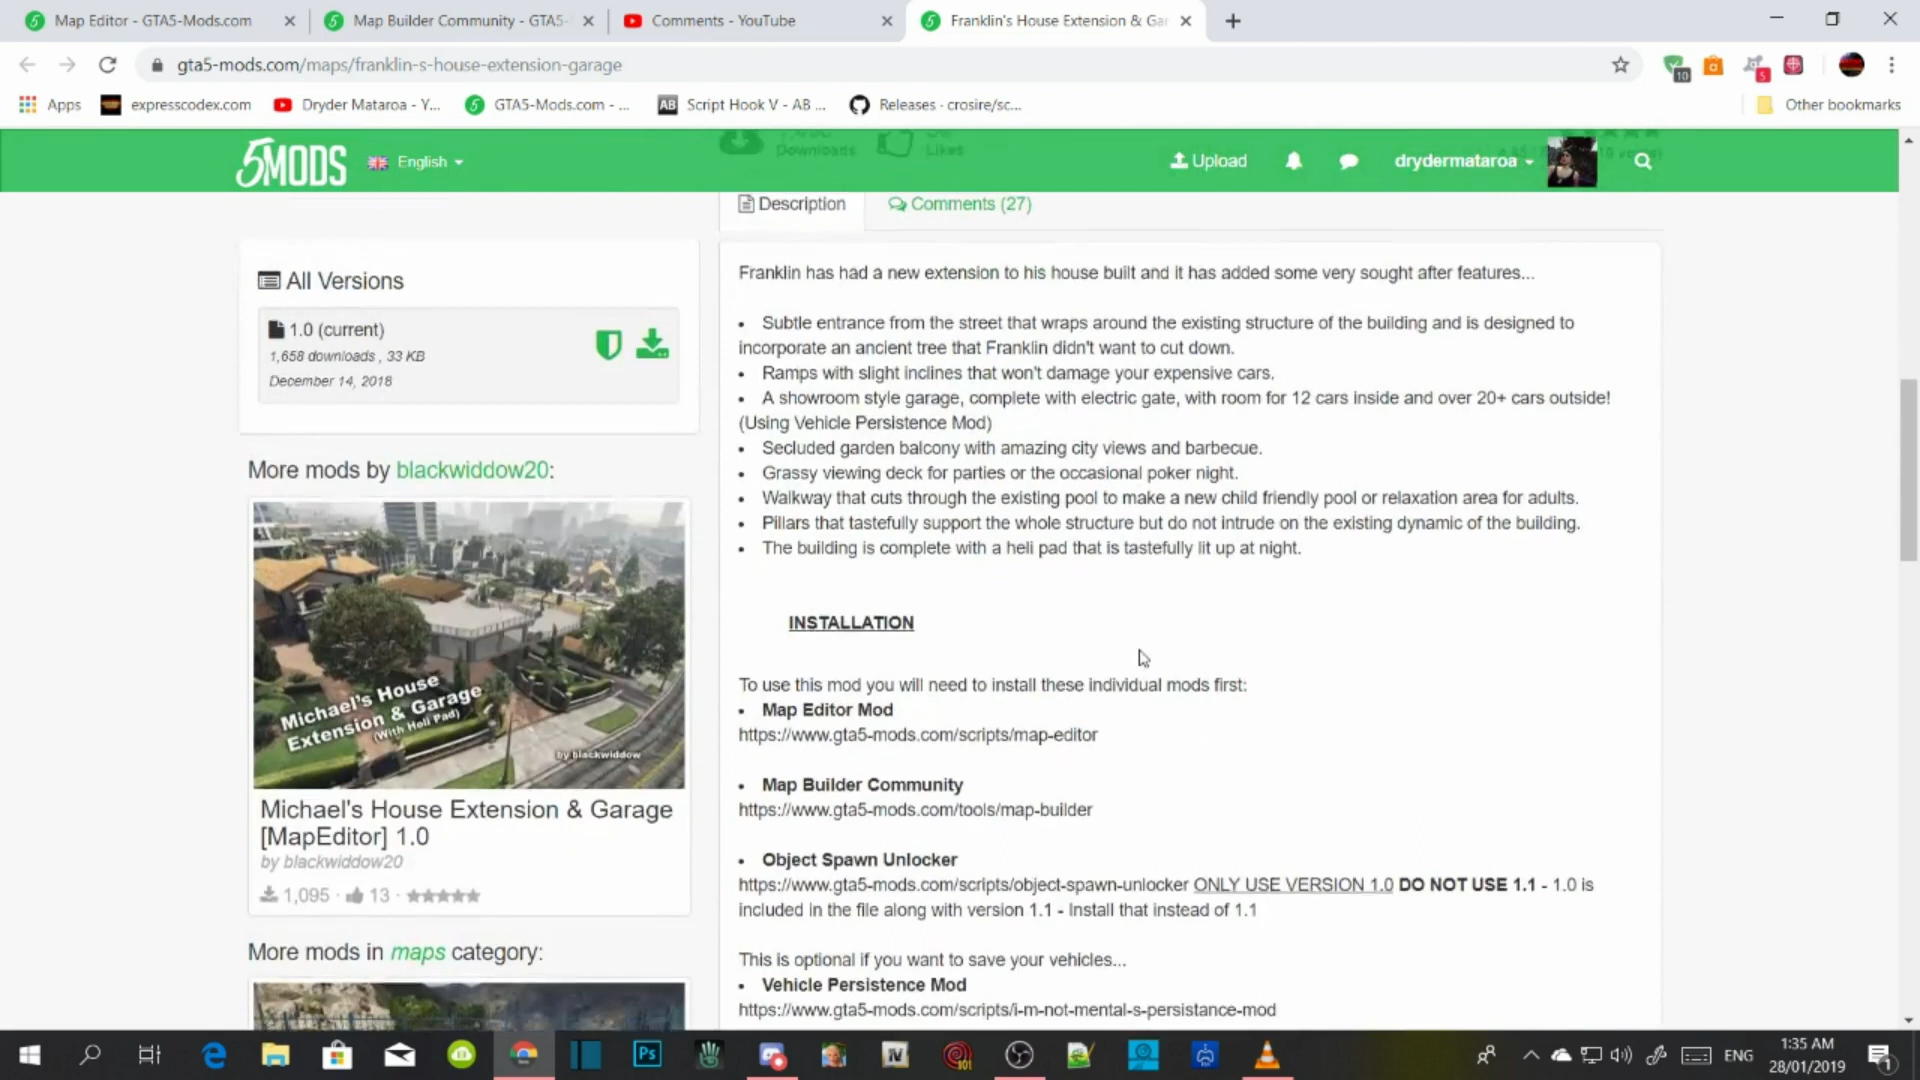 Map Editor - GTA5-Mods.com
Map Builder Community - GTA5-
Comments - YouTube
Franklin's House Extension & Gar
gta5-mods.com/maps/franklin-s-house-extension-garage
10
5
Apps
expresscodex.com
Dryder Mataroa - Y...
GTA5-Mods.com - ...
AB
Script Hook V - AB ...
Releases · crosire/sc...
Other bookmarks
5MODS
English
Downloads
Likes
Upload
drydermataroa
Description
Comments (27)
All Versions
1.0 (current)
1,658 downloads , 33 KB
December 14, 2018
More mods by blackwiddow20:
Michael's House
Extension & Garage
(With Heli Pad)
by blackwiddow
Michael's House Extension & Garage
[MapEditor] 1.0
by blackwiddow20
1,095 · 13 ·
More mods in maps category:
Franklin has had a new extension to his house built and it has added some very sought after features...
• Subtle entrance from the street that wraps around the existing structure of the building and is designed to
incorporate an ancient tree that Franklin didn't want to cut down.
• Ramps with slight inclines that won't damage your expensive cars.
• A showroom style garage, complete with electric gate, with room for 12 cars inside and over 20+ cars outside!
(Using Vehicle Persistence Mod)
• Secluded garden balcony with amazing city views and barbecue.
• Grassy viewing deck for parties or the occasional poker night.
• Walkway that cuts through the existing pool to make a new child friendly pool or relaxation area for adults.
• Pillars that tastefully support the whole structure but do not intrude on the existing dynamic of the building.
• The building is complete with a heli pad that is tastefully lit up at night.
INSTALLATION
To use this mod you will need to install these individual mods first:
• Map Editor Mod
https://www.gta5-mods.com/scripts/map-editor
• Map Builder Community
https://www.gta5-mods.com/tools/map-builder
• Object Spawn Unlocker
https://www.gta5-mods.com/scripts/object-spawn-unlocker ONLY USE VERSION 1.0 DO NOT USE 1.1 - 1.0 is
included in the file along with version 1.1 - Install that instead of 1.1
This is optional if you want to save your vehicles...
• Vehicle Persistence Mod
https://www.gta5-mods.com/scripts/i-m-not-mental-s-persistance-mod
Ps
IV
101
ENG
1:35 AM
28/01/2019
1